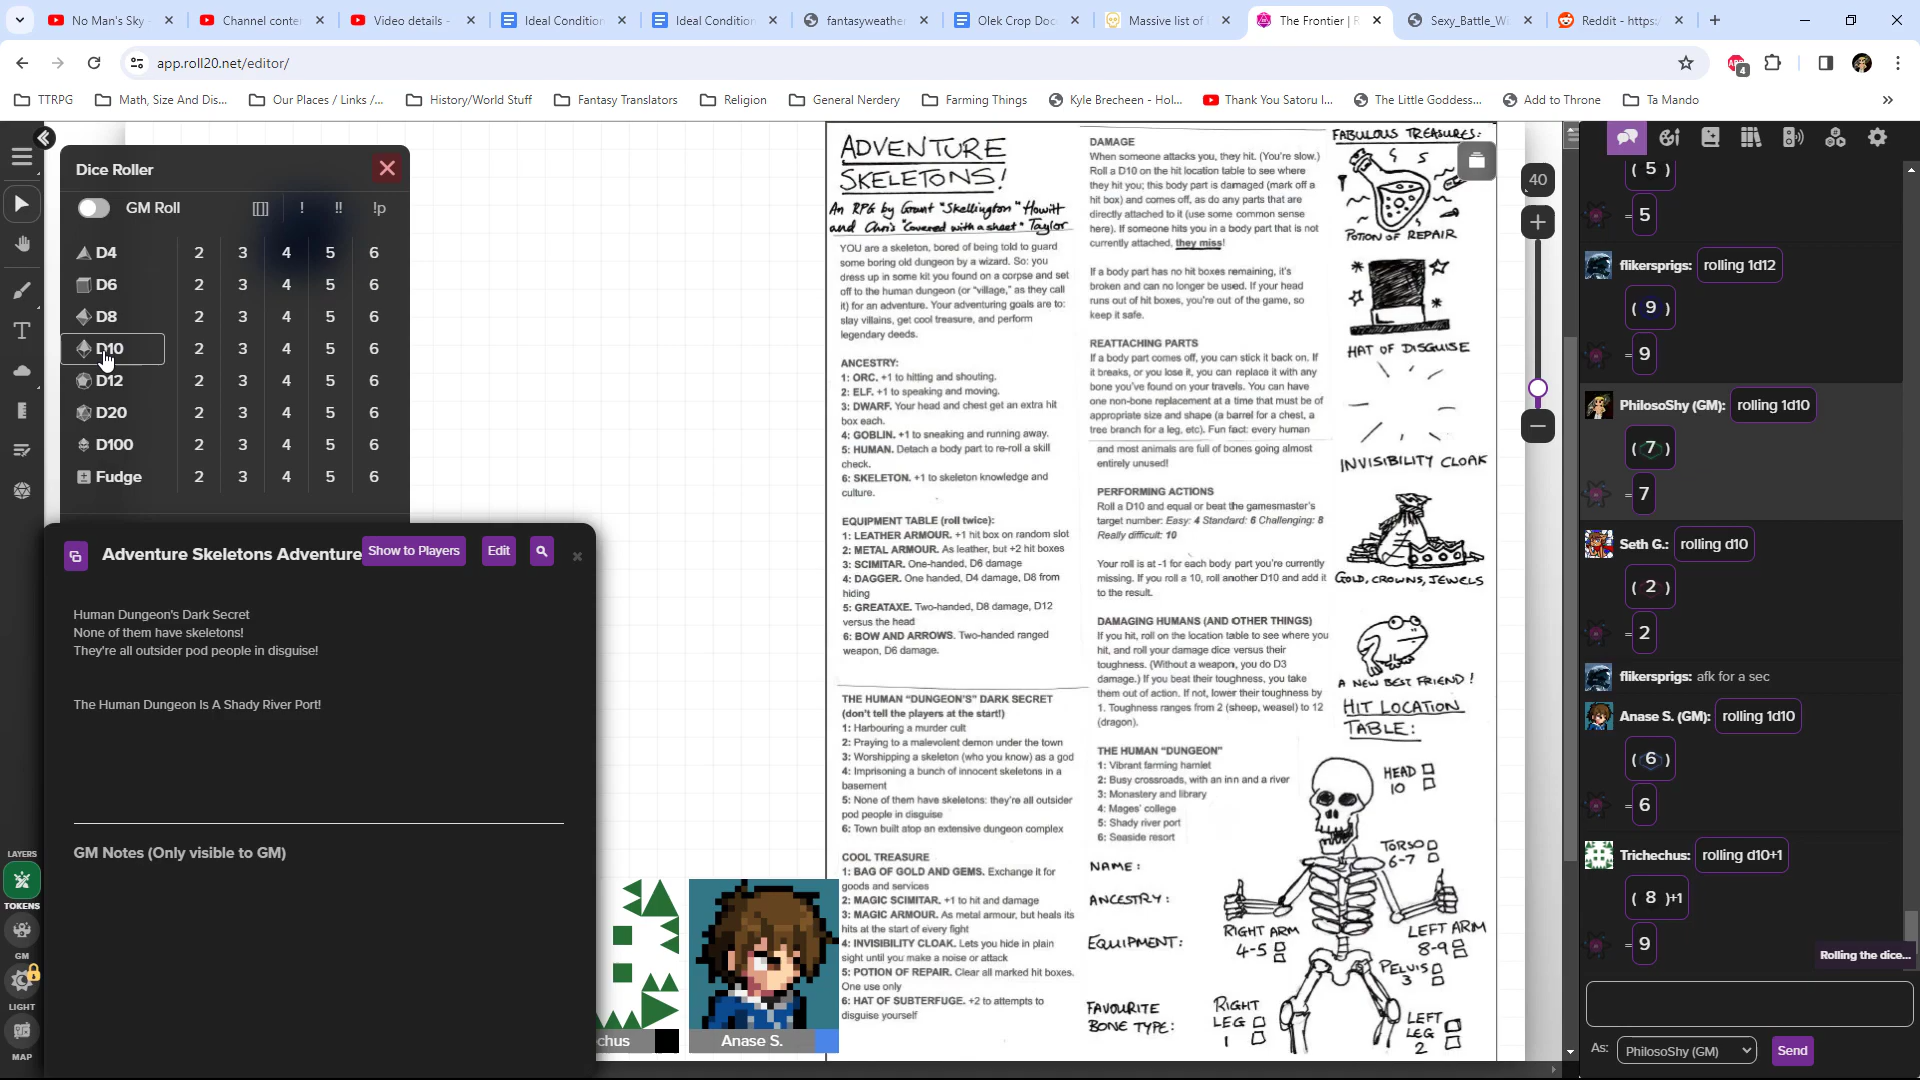 No Man's Sky -
Channel conte
Video details -
Ideal Condition
Ideal Condition
fantasyweather
Olek Crop Doc
Massive list of
The Frontier | R
Sexy_Battle_Wi
Reddit - https:/
app.roll20.net/editor/
4
TTRPG
Math, Size And Dis...
Our Places / Links /...
History/World Stuff
Fantasy Translators
Religion
General Nerdery
Farming Things
Kyle Brecheen - Hol...
Thank You Satoru I...
The Little Goddess...
Add to Throne
Ta Mando
Dice Roller
GM Roll
[[]] ! !! !p
D4 2 3 4 5 6
D6 2 3 4 5 6
D8 2 3 4 5 6
D10 2 3 4 5 6
D12 2 3 4 5 6
D20 2 3 4 5 6
D100 2 3 4 5 6
Fudge 2 3 4 5 6
Adventure Skeletons Adventure
Show to Players
Edit
Human Dungeon's Dark Secret
None of them have skeletons!
They're all outsider pod people in disguise!
The Human Dungeon Is A Shady River Port!
GM Notes (Only visible to GM)
LAYERS
TOKENS
GM
LIGHT
MAP
chus
Anase S.
ADVENTURE
SKELETONS!
An RPG by Grant "Skellington" Howitt
and Chris "Covered with a sheet" Taylor
YOU are a skeleton, bored of being told to guard
some boring old dungeon by a wizard. So: you
dress up in some kit you found on a corpse and set
off to the human dungeon (or "village," as they call
it) for an adventure. Your adventuring goals are to:
slay villains, get cool treasure, and perform
legendary deeds.
ANCESTRY:
1: ORC. +1 to hitting and shouting.
2: ELF. +1 to speaking and moving.
3: DWARF. Your head and chest get an extra hit
box each.
4: GOBLIN. +1 to sneaking and running away.
5: HUMAN. Detach a body part to re-roll a skill
check.
6: SKELETON. +1 to skeleton knowledge and
culture.
EQUIPMENT TABLE (roll twice):
1: LEATHER ARMOUR. +1 hit box on random slot
2: METAL ARMOUR. As leather, but +2 hit boxes
3: SCIMITAR. One-handed, D6 damage
4: DAGGER. One handed, D4 damage, D8 from
hiding
5: GREATAXE. Two-handed, D8 damage, D12
versus the head
6: BOW AND ARROWS. Two-handed ranged
weapon, D6 damage.
THE HUMAN "DUNGEON'S" DARK SECRET
(don't tell the players at the start!)
1: Harbouring a murder cult
2: Praying to a malevolent demon under the town
3: Worshipping a skeleton (who you know) as a god
4: Imprisoning a bunch of innocent skeletons in a
basement
5: None of them have skeletons: they're all outsider
pod people in disguise
6: Town built atop an extensive dungeon complex
COOL TREASURE
1: BAG OF GOLD AND GEMS. Exchange it for
goods and services
2: MAGIC SCIMITAR. +1 to hit and damage
3: MAGIC ARMOUR. As metal armour, but heals its
hits at the start of every fight
4: INVISIBILITY CLOAK. Lets you hide in plain
sight until you make a noise or attack
5: POTION OF REPAIR. Clear all marked hit boxes.
One use only
6: HAT OF SUBTERFUGE. +2 to attempts to
disguise yourself
DAMAGE
When someone attacks you, they hit. (You're slow.)
Roll a D10 on the hit location table to see where
they hit you; this body part is damaged (mark off a
hit box) and comes off, as do any parts that are
directly attached to it (use some common sense
here). If someone hits you in a body part that is not
currently attached, they miss!
If a body part has no hit boxes remaining, it's
broken and can no longer be used. If your head
runs out of hit boxes, you're out of the game, so
keep it safe.
REATTACHING PARTS
If a body part comes off, you can stick it back on. If
it breaks, or you lose it, you can replace it with any
bone you've found on your travels. You can have
one non-bone replacement at a time that must be of
appropriate size and shape (a barrel for a chest, a
tree branch for a leg, etc). Fun fact: every human
and most animals are full of bones going almost
entirely unused!
PERFORMING ACTIONS
Roll a D10 and equal or beat the gamesmaster's
target number: Easy: 4 Standard: 6 Challenging: 8
Really difficult: 10
Your roll is at -1 for each body part you're currently
missing. If you roll a 10, roll another D10 and add it
to the result.
DAMAGING HUMANS (AND OTHER THINGS)
If you hit, roll on the location table to see where you
hit, and roll your damage dice versus their
toughness. (Without a weapon, you do D3
damage.) If you beat their toughness, you take
them out of action. If not, lower their toughness by
1. Toughness ranges from 2 (sheep, weasel) to 12
(dragon).
THE HUMAN "DUNGEON"
1: Vibrant farming hamlet
2: Busy crossroads, with an inn and a river
3: Monastery and library
4: Mages' college
5: Shady river port
6: Seaside resort
NAME:
ANCESTRY:
EQUIPMENT:
FAVOURITE
BONE TYPE:
FABULOUS TREASURES:
POTION OF REPAIR
HAT OF DISGUISE
INVISIBILITY CLOAK
GOLD, CROWNS, JEWELS
A NEW BEST FRIEND!
HIT LOCATION
TABLE:
HEAD
10
TORSO
6-7
RIGHT ARM
4-5
LEFT ARM
8-9
PELVIS
3
RIGHT
LEG
1
LEFT
LEG
2
40
( 5 )
= 5
flikersprigs: rolling 1d12
( 9 )
= 9
PhilosoShy (GM): rolling 1d10
( 7 )
= 7
Seth G.: rolling d10
( 2 )
= 2
flikersprigs: afk for a sec
Anase S. (GM): rolling 1d10
( 6 )
= 6
Trichechus: rolling d10+1
( 8 )+1
= 9
Rolling the dice...
As: PhilosoShy (GM)
Send